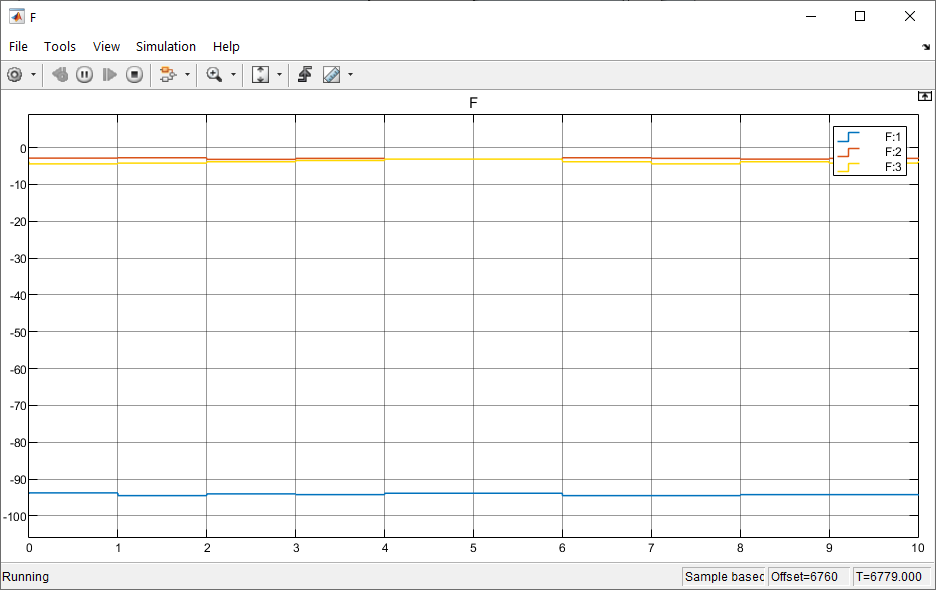 F
File Tools View Simulation Help
F
F:1
F:2
F:3
0
-10
-20
-30
-40
-50
-60
-70
-80
-90
-100
0 1 2 3 4 5 6 7 8 9 10
Running Sample based Offset=6760 T=6779.000